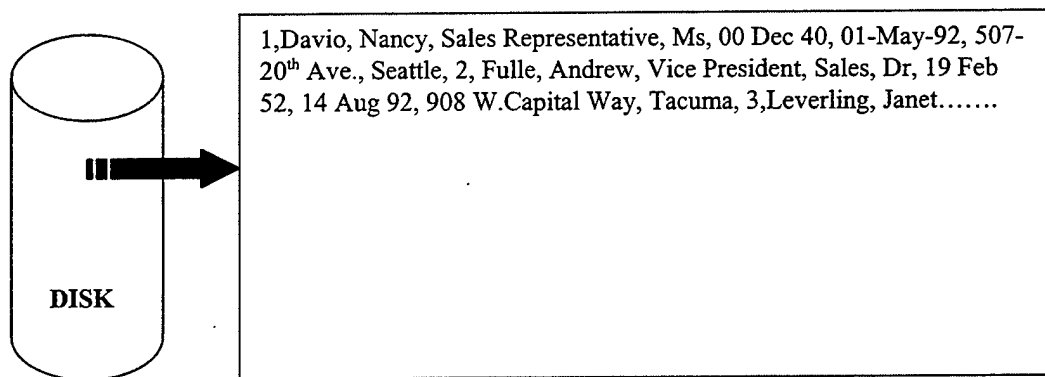 1,Davio, Nancy, Sales Representative, Ms, 00 Dec 40, 01-May-92, 507-
20th Ave., Seattle, 2, Fulle, Andrew, Vice President, Sales, Dr, 19 Feb
52, 14 Aug 92, 908 W.Capital Way, Tacuma, 3,Leverling, Janet…….
DISK